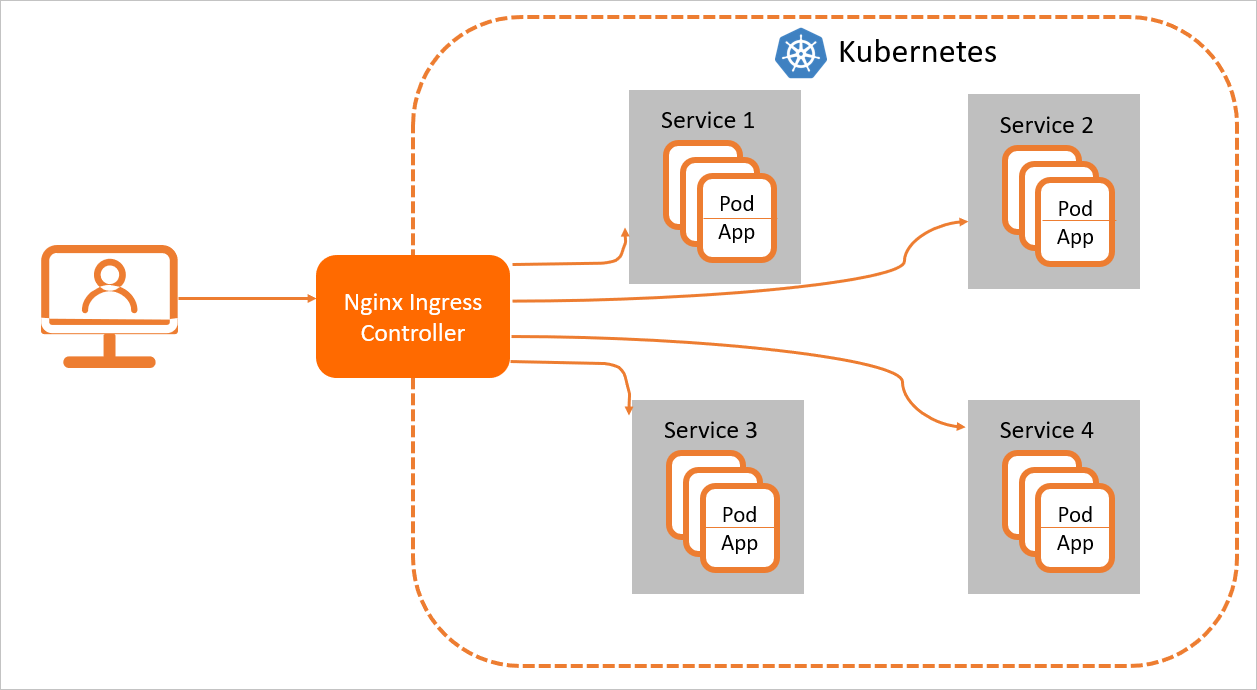 Kubernetes
Service 1
Pod
App
Service 2
Pod
App
Nginx Ingress
Controller
Service 3
Pod
App
Service 4
Pod
App